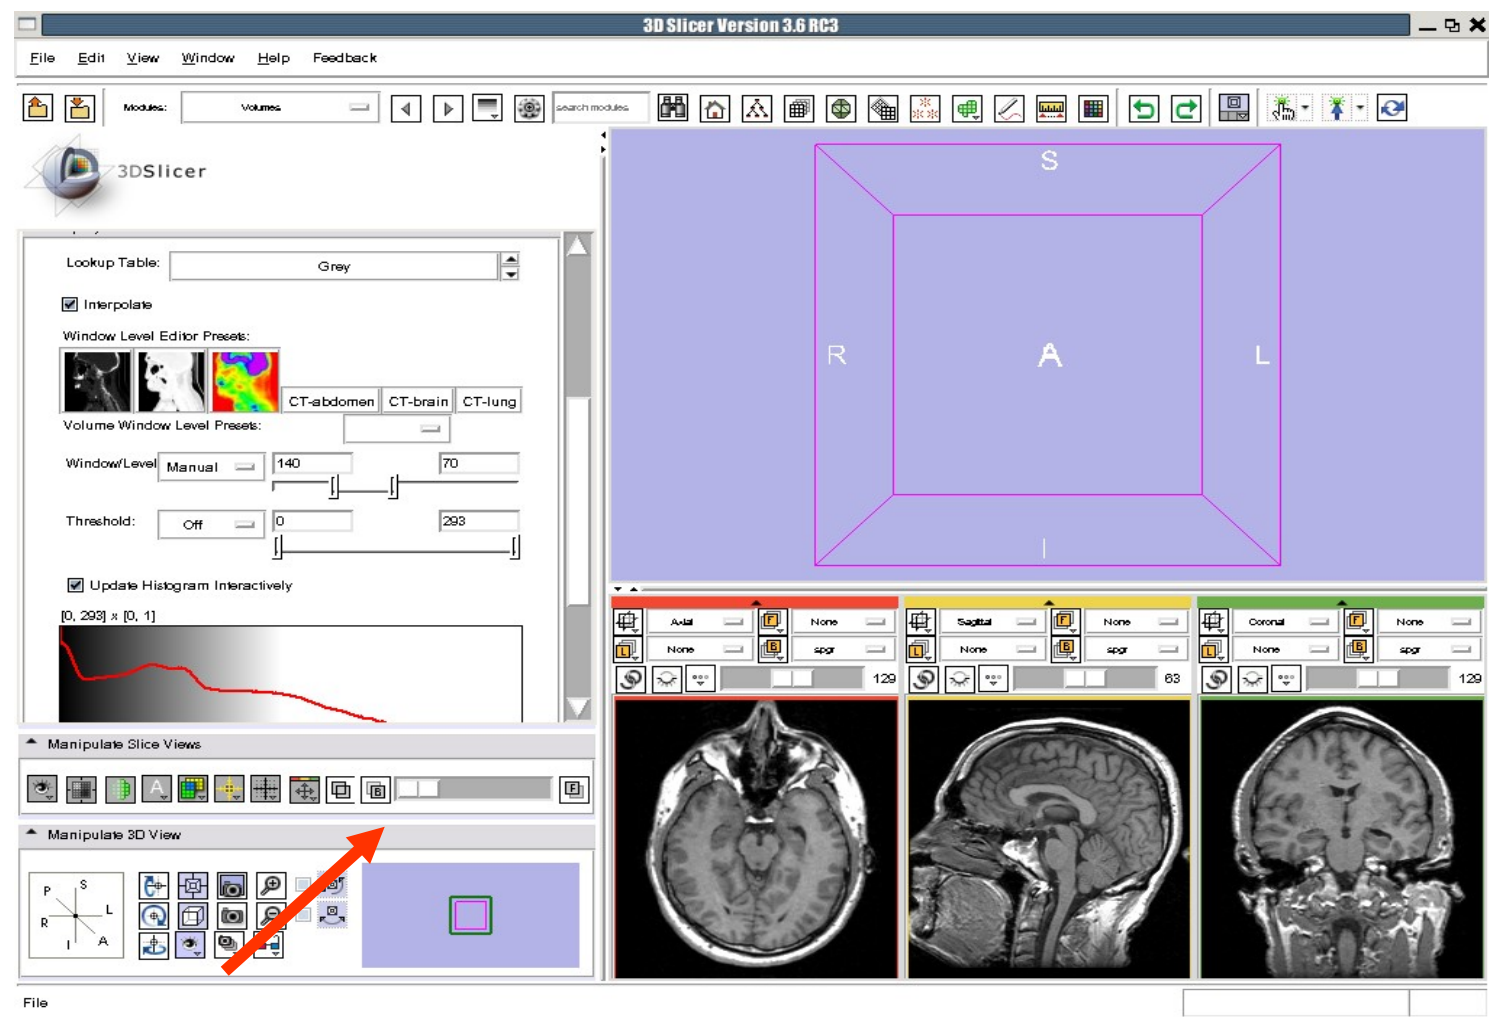 3D Slicer Version 3.6 RC3
File Edit View Window Help Feedback
Modules: Volumes search modules
3DSlicer
S
R A L
I
Lookup Table: Grey
Interpolate
Window Level Editor Presets:
CT-abdomen CT-brain CT-lung
Volume Window Level Presets:
Window/Level Manual 140 70
Threshold: Off 0 293
Update Histogram Interactively
[0, 293] x [0, 1]
Axial F None
L None B spgr
129
Sagittal F None
L None B spgr
63
Coronal F None
L None B spgr
129
Manipulate Slice Views
A B F
Manipulate 3D View
P S
R L
I A
File